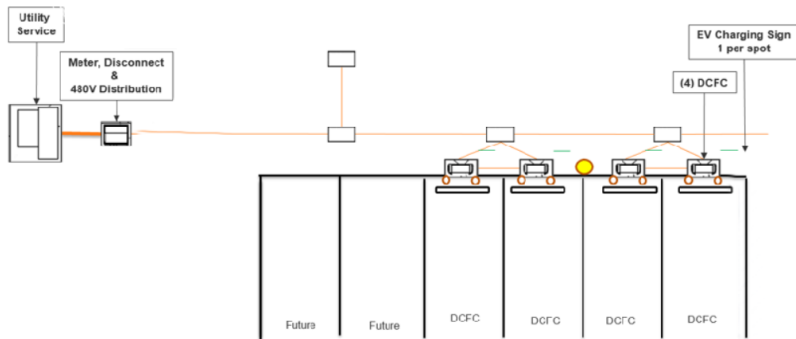 Utility
Service
Meter, Disconnect
&
480V Distribution
EV Charging Sign
1 per spot
(4) DCFC
Future
Future
DCFC
DCFC
DCFC
DCFC